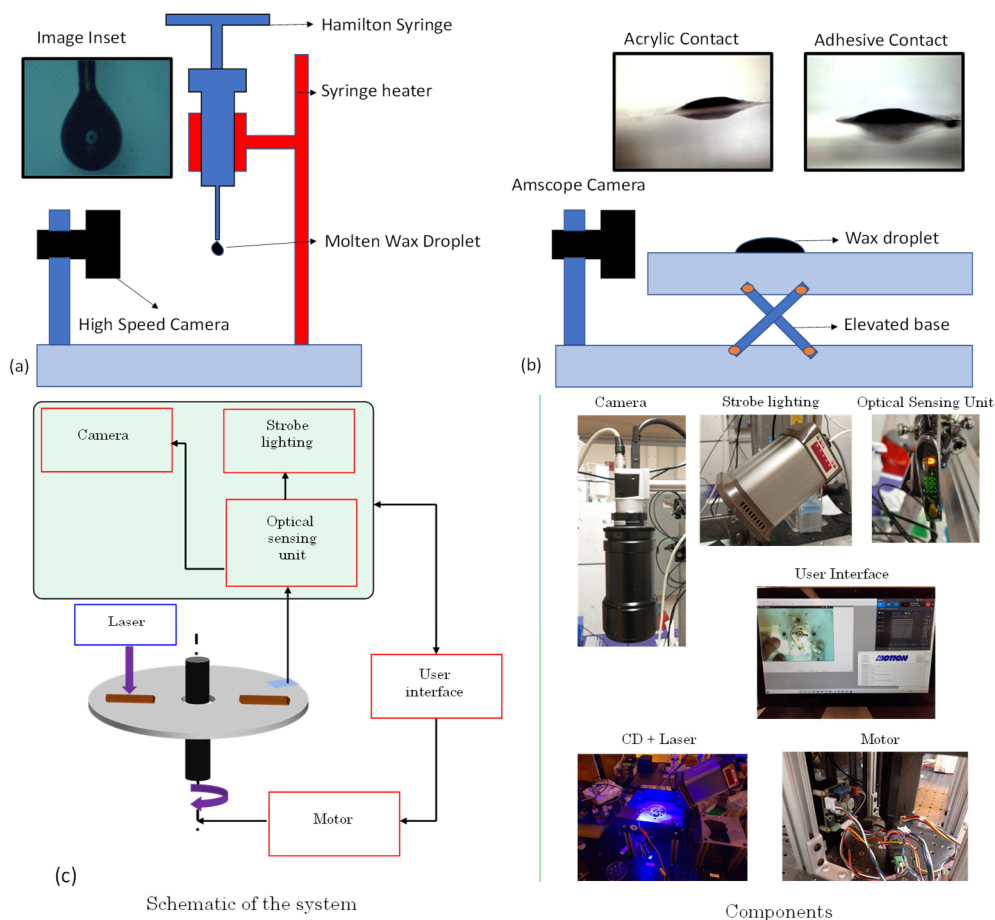 Image Inset
Hamilton Syringe
Syringe heater
Molten Wax Droplet
High Speed Camera
(a)
Acrylic Contact
Adhesive Contact
Amscope Camera
Wax droplet
Elevated base
(b)
Camera
Strobe
lighting
Optical
sensing
unit
Laser
User
interface
Motor
(c)
Schematic of the system
Camera
Strobe lighting
Optical Sensing Unit
User Interface
MOTION
CD + Laser
Motor
Components